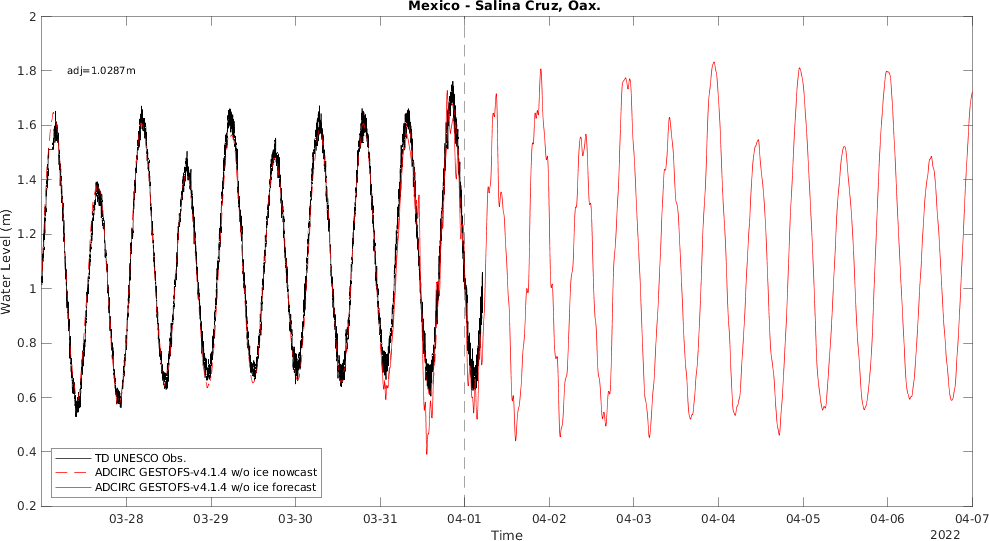 Mexico - Salina Cruz, Oax.
2
1.8
1.6
1.4
1.2
1
0.8
0.6
0.4
0.2
Water Level (m)
adj=1.0287m
TD UNESCO Obs.
ADCIRC GESTOFS-v4.1.4 w/o ice nowcast
ADCIRC GESTOFS-v4.1.4 w/o ice forecast
03-28 03-29 03-30 03-31 04-01 04-02 04-03 04-04 04-05 04-06 04-07
Time
2022